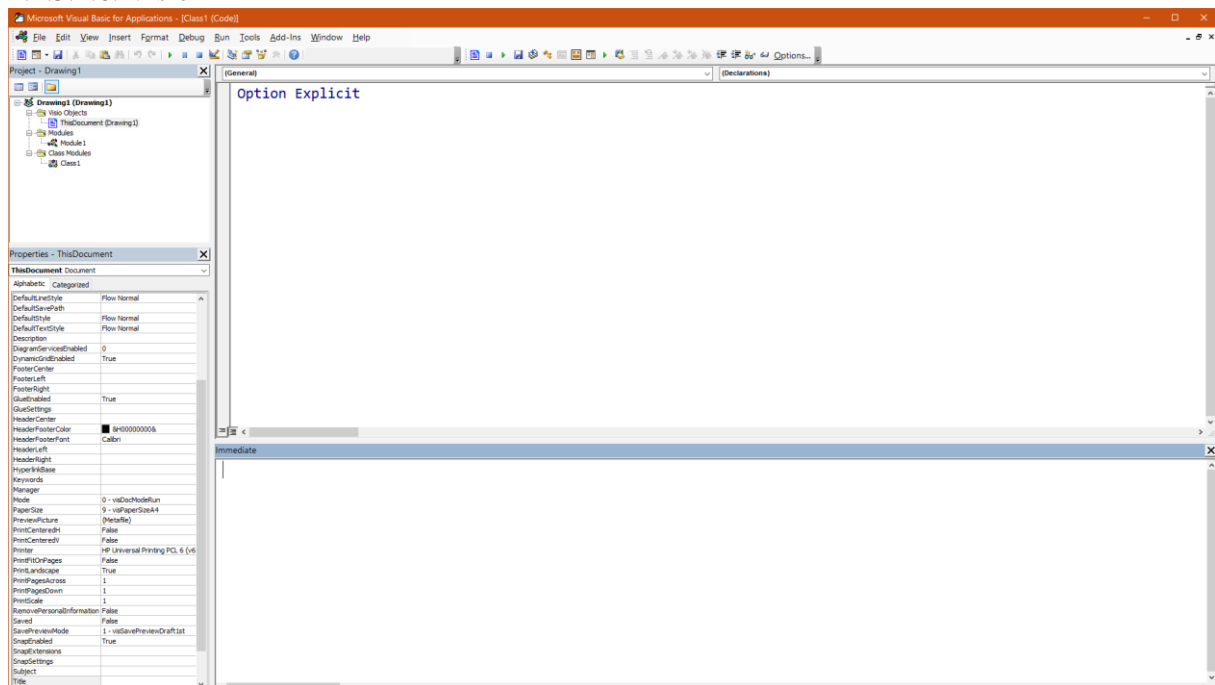 Microsoft Visual Basic for Applications - [Class1 (Code)]
File Edit View Insert Format Debug Run Tools Add-Ins Window Help
Options...
Project - Drawing1
Drawing1 (Drawing1)
Visio Objects
ThisDocument (Drawing1)
Modules
Module1
Class Modules
Class1
(General)
(Declarations)
Option Explicit
Properties - ThisDocument
ThisDocument Document
Alphabetic Categorized
DefaultLineStyle Flow Normal
DefaultSavePath
DefaultStyle Flow Normal
DefaultTextStyle Flow Normal
Description
DiagramServicesEnabled 0
DynamicGridEnabled True
FooterCenter
FooterLeft
FooterRight
GlueEnabled True
GlueSettings
HeaderCenter
HeaderFooterColor &H00000000&
HeaderFooterFont Calibri
HeaderLeft
HeaderRight
HyperlinkBase
Keywords
Manager
Mode 0 - visDocModeRun
PaperSize 9 - visPaperSizeA4
PreviewPicture (Metafile)
PrintCenteredH False
PrintCenteredV False
Printer HP Universal Printing PCL 6 (v6
PrintFitOnPages False
PrintLandscape True
PrintPagesAcross 1
PrintPagesDown 1
PrintScale 1
RemovePersonalInformation False
Saved False
SavePreviewMode 1 - visSavePreviewDraft1st
SnapEnabled True
SnapExtensions
SnapSettings
Subject
Title
Immediate